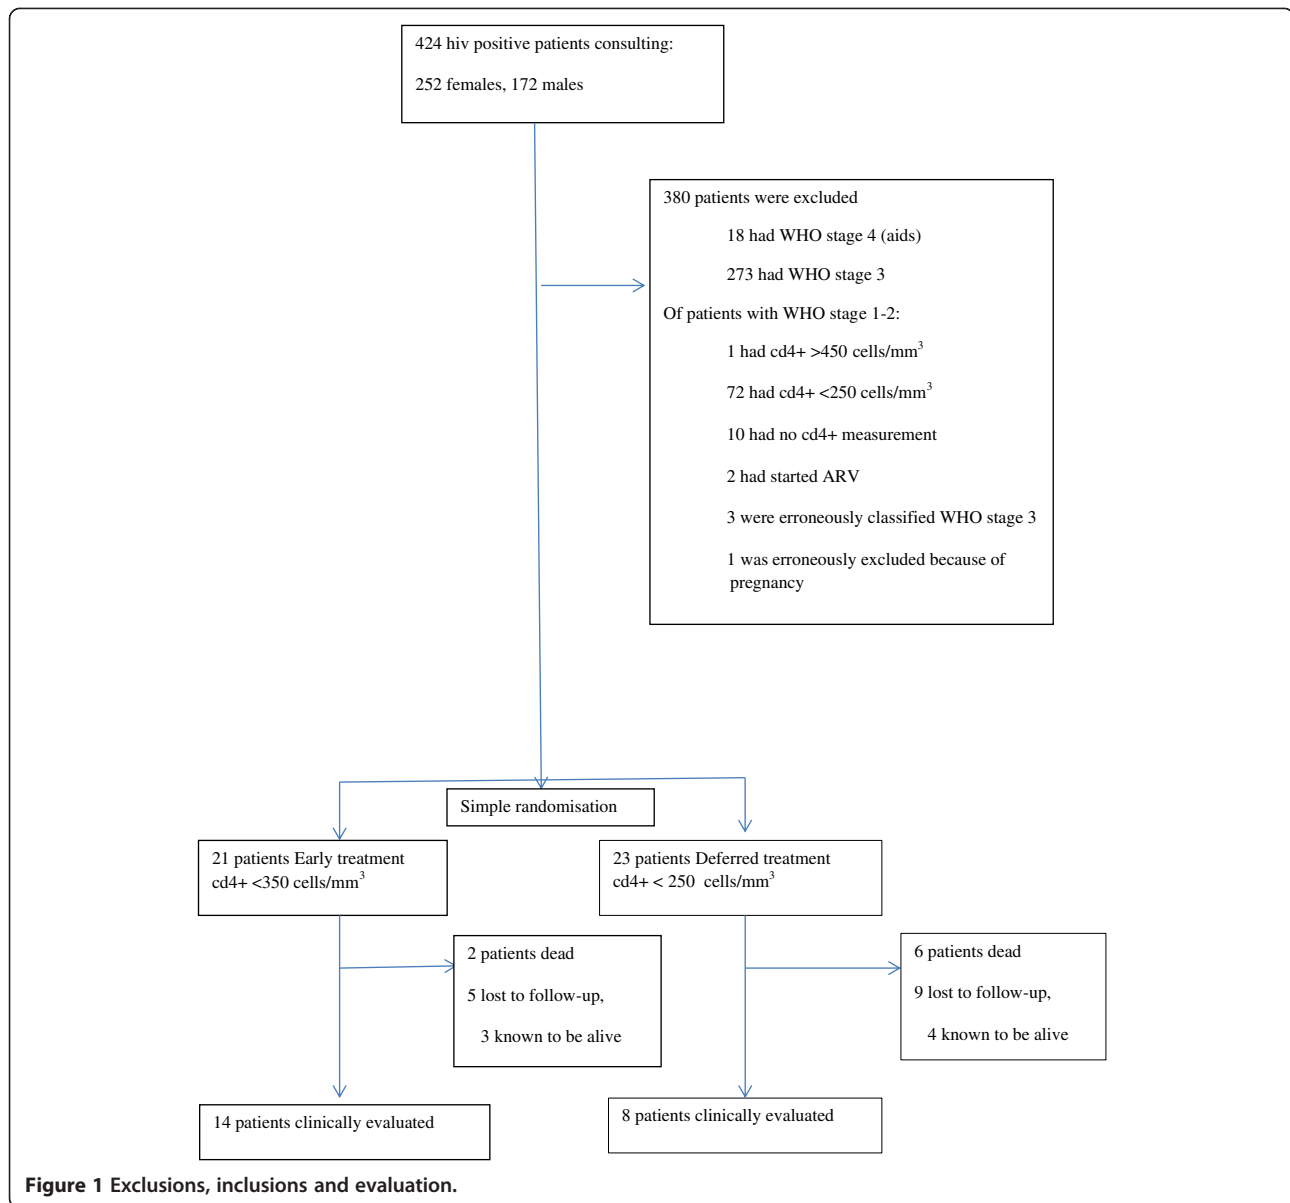 424 hiv positive patients consulting:
252 females, 172 males
380 patients were excluded
18 had WHO stage 4 (aids)
273 had WHO stage 3
Of patients with WHO stage 1-2:
1 had cd4+ >450 cells/mm³
72 had cd4+ <250 cells/mm³
10 had no cd4+ measurement
2 had started ARV
3 were erroneously classified WHO stage 3
1 was erroneously excluded because of
pregnancy
Simple randomisation
21 patients Early treatment
cd4+ <350 cells/mm³
23 patients Deferred treatment
cd4+ < 250 cells/mm³
2 patients dead
5 lost to follow-up,
3 known to be alive
6 patients dead
9 lost to follow-up,
4 known to be alive
14 patients clinically evaluated
8 patients clinically evaluated
Figure 1 Exclusions, inclusions and evaluation.